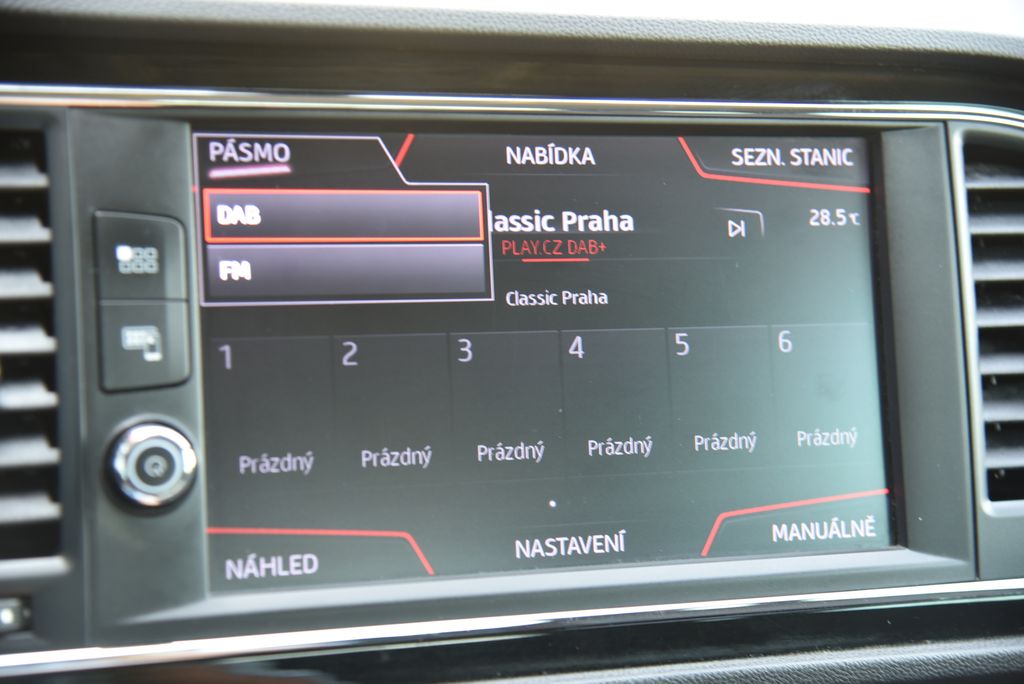 PÁSMO
NABÍDKA
SEZN. STANIC
DAB
FM
lassic Praha
PLAY.CZ DAB+
28.5°C
Classic Praha
1
2
3
4
5
6
Prázdný
Prázdný
Prázdný
Prázdný
Prázdný
Prázdný
NÁHLED
NASTAVENÍ
MANUÁLNĚ